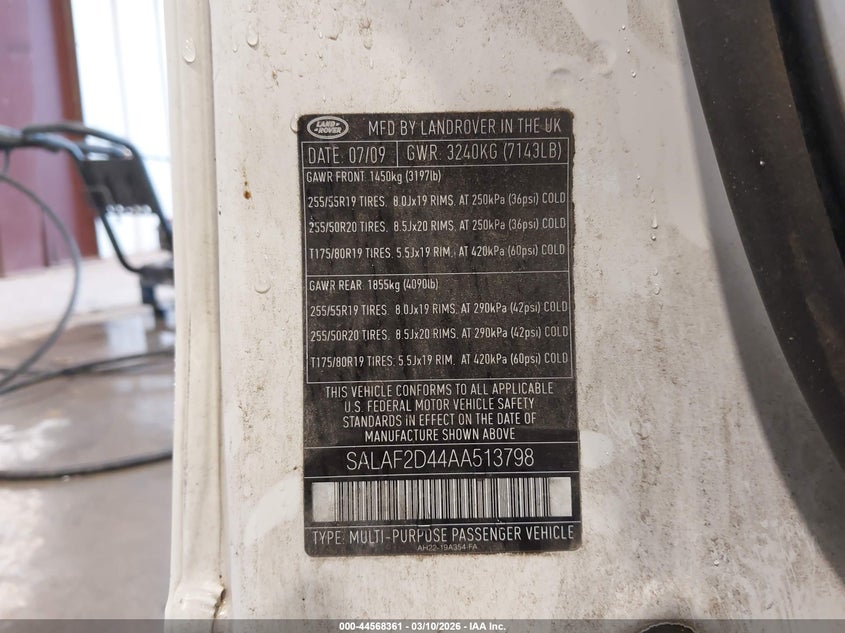 LAND ROVER
MFD BY LANDROVER IN THE UK
DATE: 07/09 GWR: 3240KG (7143LB)
GAWR FRONT: 1450kg (3197lb)
255/55R19 TIRES. 8.0Jx19 RIMS. AT 250kPa (36psi) COLD
255/50R20 TIRES. 8.5Jx20 RIMS. AT 250kPa (36psi) COLD
T175/80R19 TIRES. 5.5Jx19 RIM. AT 420kPa (60psi) COLD
GAWR REAR: 1855kg (4090lb)
255/55R19 TIRES. 8.0Jx19 RIMS. AT 290kPa (42psi) COLD
255/50R20 TIRES. 8.5Jx20 RIMS. AT 290kPa (42psi) COLD
T175/80R19 TIRES. 5.5Jx19 RIM. AT 420kPa (60psi) COLD
THIS VEHICLE CONFORMS TO ALL APPLICABLE
U.S. FEDERAL MOTOR VEHICLE SAFETY
STANDARDS IN EFFECT ON THE DATE OF
MANUFACTURE SHOWN ABOVE
SALAF2D44AA513798
TYPE: MULTI-PURPOSE PASSENGER VEHICLE
AH22-19A354-FA
000-44568361 - 03/10/2026 - IAA Inc.